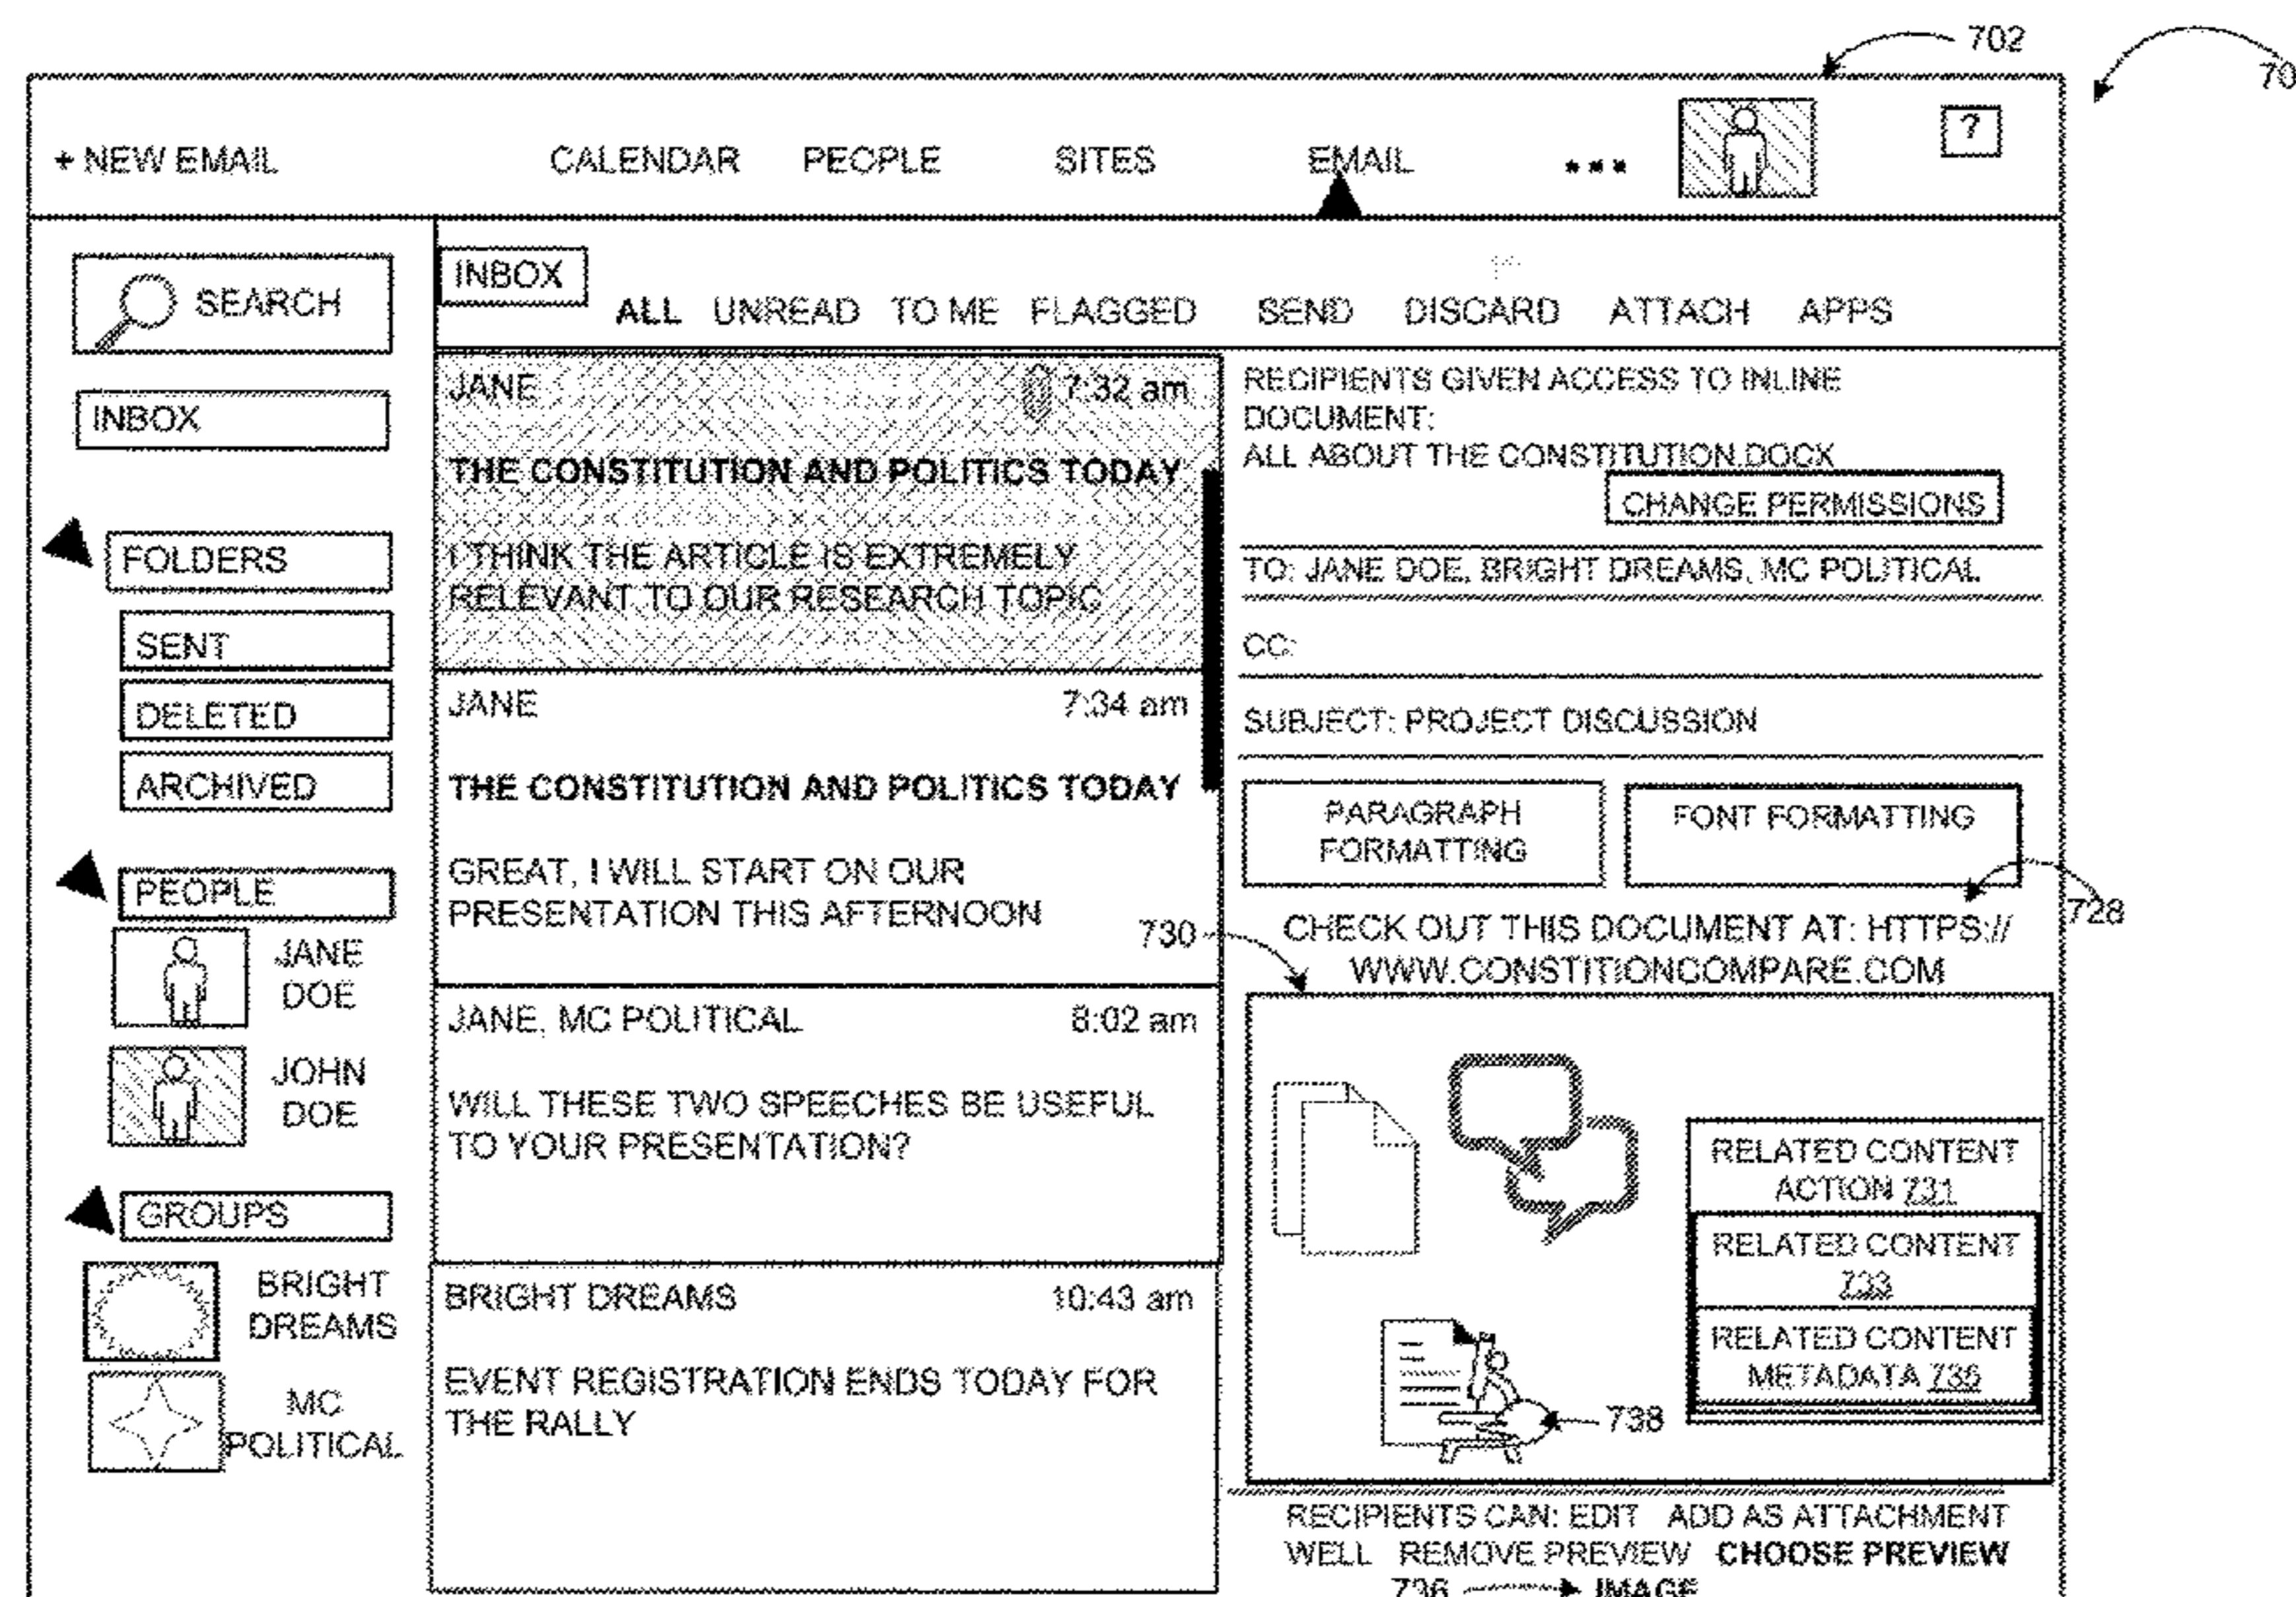 702
70
+ NEW EMAIL CALENDAR PEOPLE SITES EMAIL ... ?
SEARCH
INBOX
FOLDERS
SENT
DELETED
ARCHIVED
PEOPLE
JANE
DOE
JOHN
DOE
GROUPS
BRIGHT
DREAMS
MC
POLITICAL
INBOX
ALL UNREAD TO ME FLAGGED SEND DISCARD ATTACH APPS
JANE 7:32 am
THE CONSTITUTION AND POLITICS TODAY
I THINK THE ARTICLE IS EXTREMELY
RELEVANT TO OUR RESEARCH TOPIC
JANE 7:34 am
THE CONSTITUTION AND POLITICS TODAY
GREAT, I WILL START ON OUR
PRESENTATION THIS AFTERNOON
JANE, MC POLITICAL 8:02 am
WILL THESE TWO SPEECHES BE USEFUL
TO YOUR PRESENTATION?
BRIGHT DREAMS 10:43 am
EVENT REGISTRATION ENDS TODAY FOR
THE RALLY
RECIPIENTS GIVEN ACCESS TO INLINE
DOCUMENT:
ALL ABOUT THE CONSTITUTION.DOCX
CHANGE PERMISSIONS
TO: JANE DOE, BRIGHT DREAMS, MC POLITICAL
CC:
SUBJECT: PROJECT DISCUSSION
PARAGRAPH
FORMATTING
FONT FORMATTING
728
CHECK OUT THIS DOCUMENT AT: HTTPS://
WWW.CONSTITIONCOMPARE.COM
730
RELATED CONTENT
ACTION 731
RELATED CONTENT
733
RELATED CONTENT
METADATA 735
738
RECIPIENTS CAN: EDIT ADD AS ATTACHMENT
WELL REMOVE PREVIEW CHOOSE PREVIEW
736 IMAGE